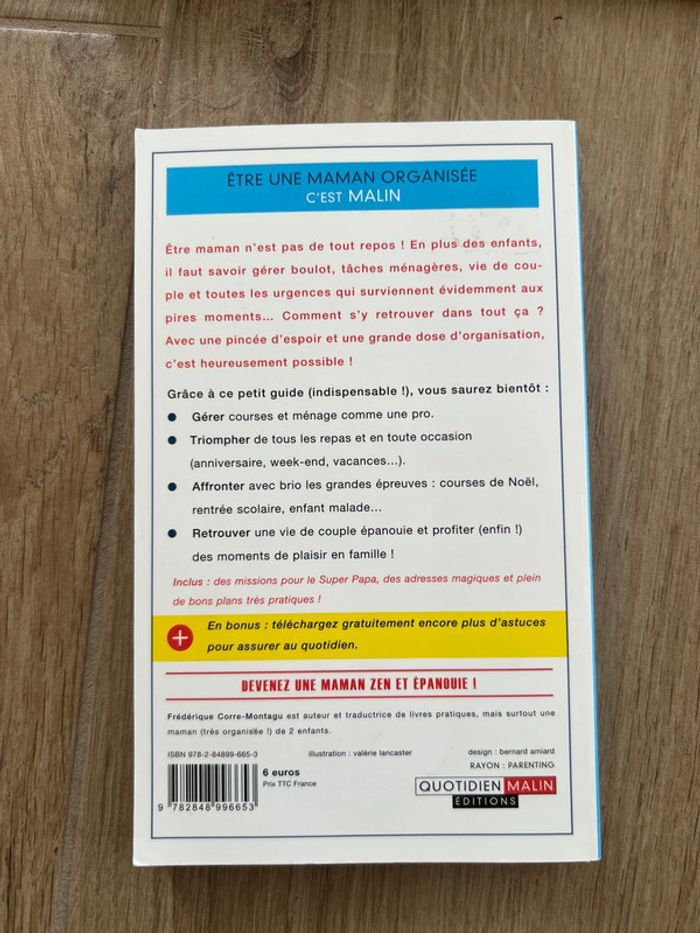 ÊTRE UNE MAMAN ORGANISÉE
C'EST MALIN
Être maman n'est pas de tout repos ! En plus des enfants,
il faut savoir gérer boulot, tâches ménagères, vie de cou-
ple et toutes les urgences qui surviennent évidemment aux
pires moments... Comment s'y retrouver dans tout ça ?
Avec une pincée d'espoir et une grande dose d'organisation,
c'est heureusement possible !
Grâce à ce petit guide (indispensable !), vous saurez bientôt :
● Gérer courses et ménage comme une pro.
● Triompher de tous les repas et en toute occasion
(anniversaire, week-end, vacances...).
● Affronter avec brio les grandes épreuves : courses de Noël,
rentrée scolaire, enfant malade...
● Retrouver une vie de couple épanouie et profiter (enfin !)
des moments de plaisir en famille !
Inclus : des missions pour le Super Papa, des adresses magiques et plein
de bons plans très pratiques !
+ En bonus : téléchargez gratuitement encore plus d'astuces
pour assurer au quotidien.
DEVENEZ UNE MAMAN ZEN ET ÉPANOUIE !
Frédérique Corre-Montagu est auteur et traductrice de livres pratiques, mais surtout une
maman (très organisée !) de 2 enfants.
ISBN 978-2-84899-665-3
illustration : valérie lancaster
design : bernard amiard
RAYON : PARENTING
6 euros
Prix TTC France
9 782848 996653
QUOTIDIEN MALIN
ÉDITIONS